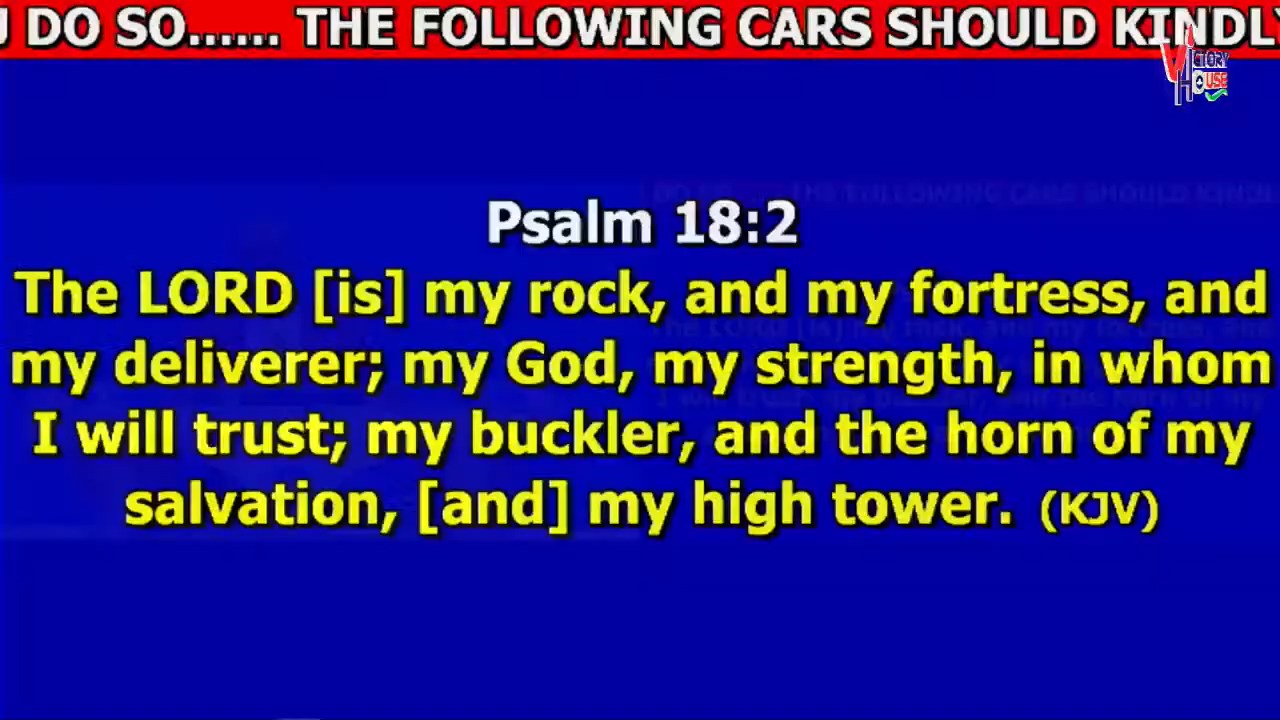 DO SO...... THE FOLLOWING CARS SHOULD KINDLY
VICTORY
HOUSE
Psalm 18:2
The LORD [is] my rock, and my fortress, and
my deliverer; my God, my strength, in whom
I will trust; my buckler, and the horn of my
salvation, [and] my high tower. (KJV)